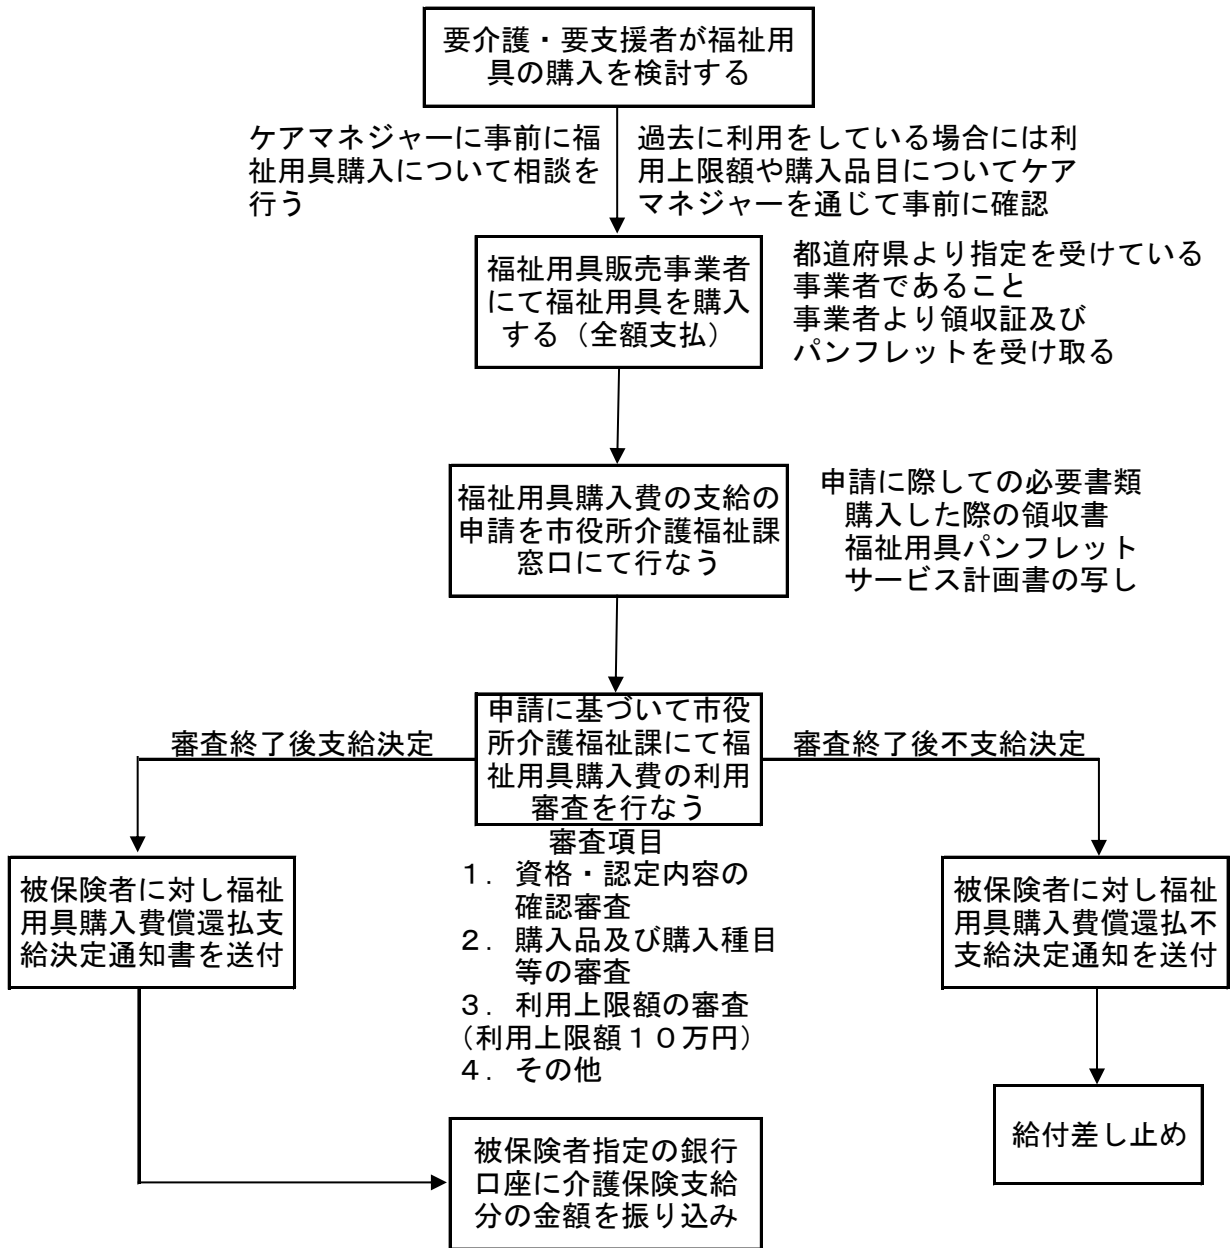 要介護・要支援者が福祉用
具の購入を検討する
ケアマネジャーに事前に福
祉用具購入について相談を
行う
過去に利用をしている場合には利
用上限額や購入品目についてケア
マネジャーを通じて事前に確認
福祉用具販売事業者
にて福祉用具を購入
する（全額支払）
都道府県より指定を受けている
事業者であること
事業者より領収証及び
パンフレットを受け取る
福祉用具購入費の支給の
申請を市役所介護福祉課
窓口にて行なう
申請に際しての必要書類
購入した際の領収書
福祉用具パンフレット
サービス計画書の写し
申請に基づいて市役
所介護福祉課にて福
祉用具購入費の利用
審査を行なう
審査終了後支給決定
審査終了後不支給決定
審査項目
１．資格・認定内容の
確認審査
２．購入品及び購入種目
等の審査
３．利用上限額の審査
（利用上限額１０万円）
４．その他
被保険者に対し福祉
用具購入費償還払支
給決定通知書を送付
被保険者に対し福祉
用具購入費償還払不
支給決定通知を送付
給付差し止め
被保険者指定の銀行
口座に介護保険支給
分の金額を振り込み